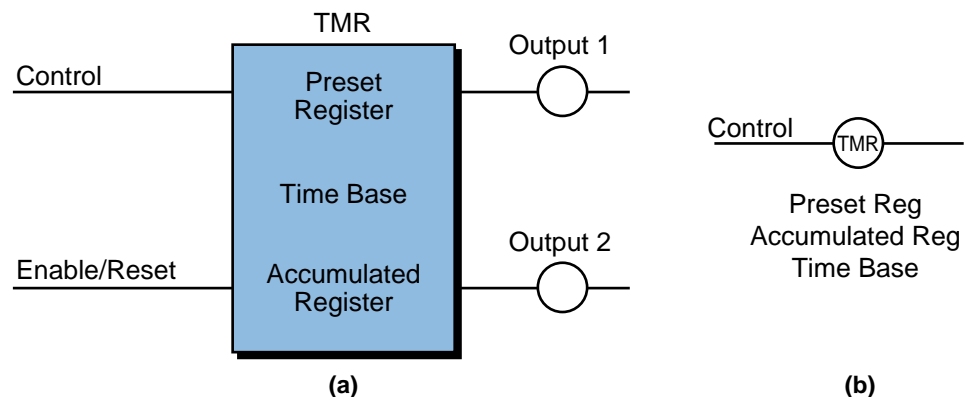 TMR
Control
Preset
Register
Output 1
Time Base
Enable/Reset
Accumulated
Register
Output 2
(a)
Control
TMR
Preset Reg
Accumulated Reg
Time Base
(b)